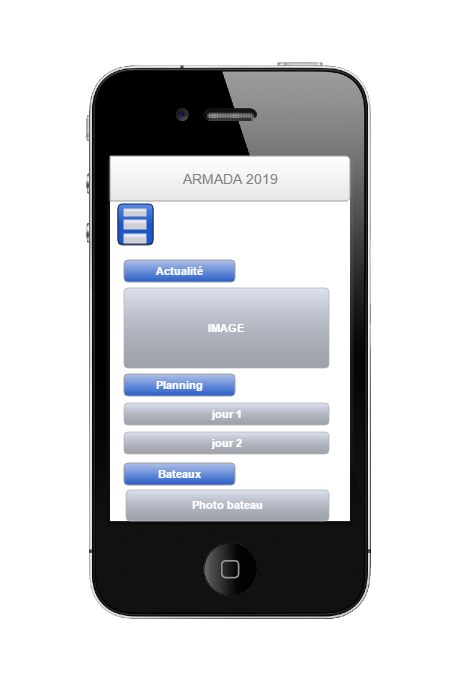 ARMADA 2019
Actualité
IMAGE
Planning
jour 1
jour 2
Bateaux
Photo bateau